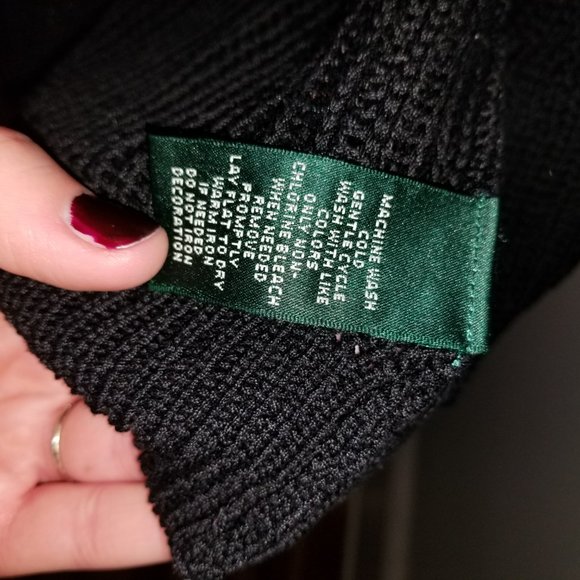 MACHINE WASH
COLD
GENTLE CYCLE
WASH WITH LIKE
COLORS
ONLY NON-
CHLORINE BLEACH
WHEN NEEDED
REMOVE
PROMPTLY
LAY FLAT TO DRY
WARM IRON
IF NEEDED
DO NOT IRON
DECORATION